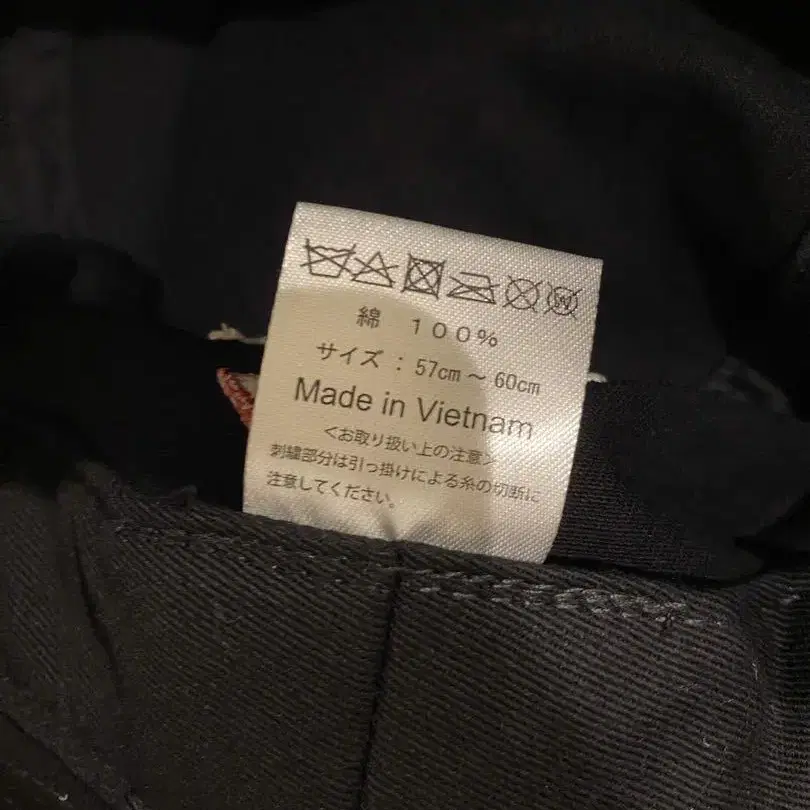 綿 100%
サイズ : 57cm ~ 60cm
Made in Vietnam
<お取り扱い上の注意>
刺繍部分は引っ掛けによる糸の切断に
注意してください。